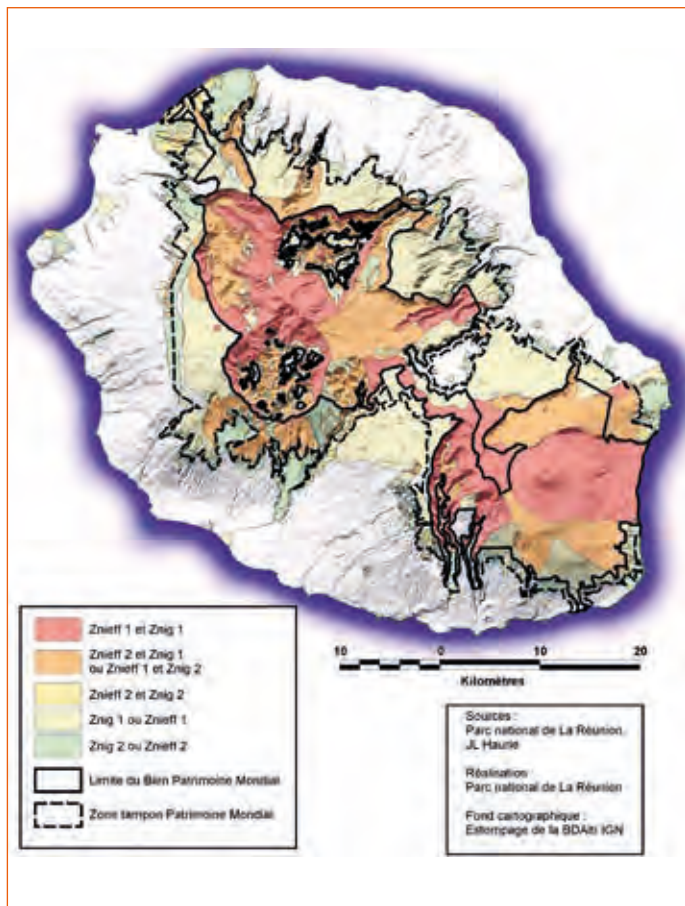 Znieff 1 et Znig 1
Znieff 2 et Znig 1
ou Znieff 1 et Znig 2
Znieff 2 et Znig 2
Znig 1 ou Znieff 1
Znig 2 ou Znieff 2
Limite du Bien Patrimoine Mondial
Zone tampon Patrimoine Mondial
10 0 10 20
Kilomètres
Sources :
Parc national de La Réunion,
JL Haurie
Réalisation
Parc national de La Réunion
Fond cartographique :
Estompage de la BDAlti IGN